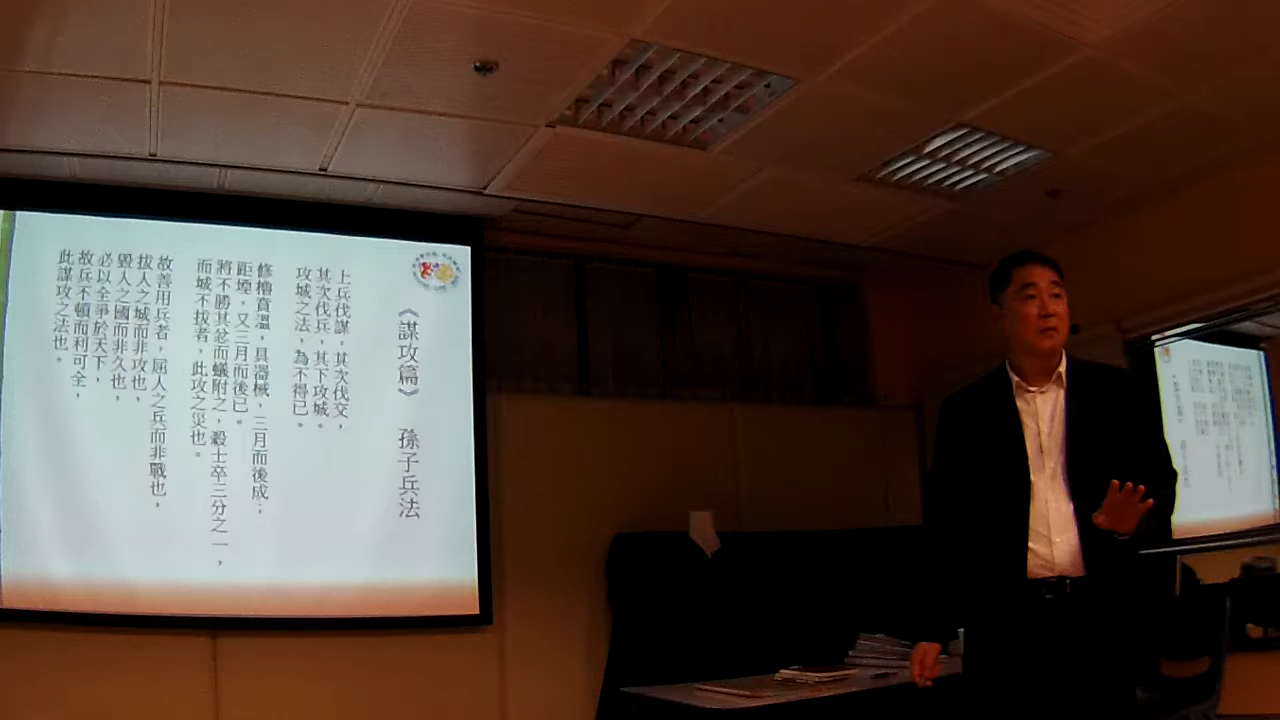 《謀攻篇》 孫子兵法
上兵伐謀,其次伐交,
其次伐兵,其下攻城。
攻城之法,為不得已。
修櫓轒轀,具器械,三月而後成;
距堙,又三月而後已。
將不勝其忿而蟻附之,殺士卒三分之一,
而城不拔者,此攻之災也。
故善用兵者,屈人之兵而非戰也,
拔人之城而非攻也,
毀人之國而非久也,
必以全爭於天下,
故兵不頓而利可全,
此謀攻之法也。